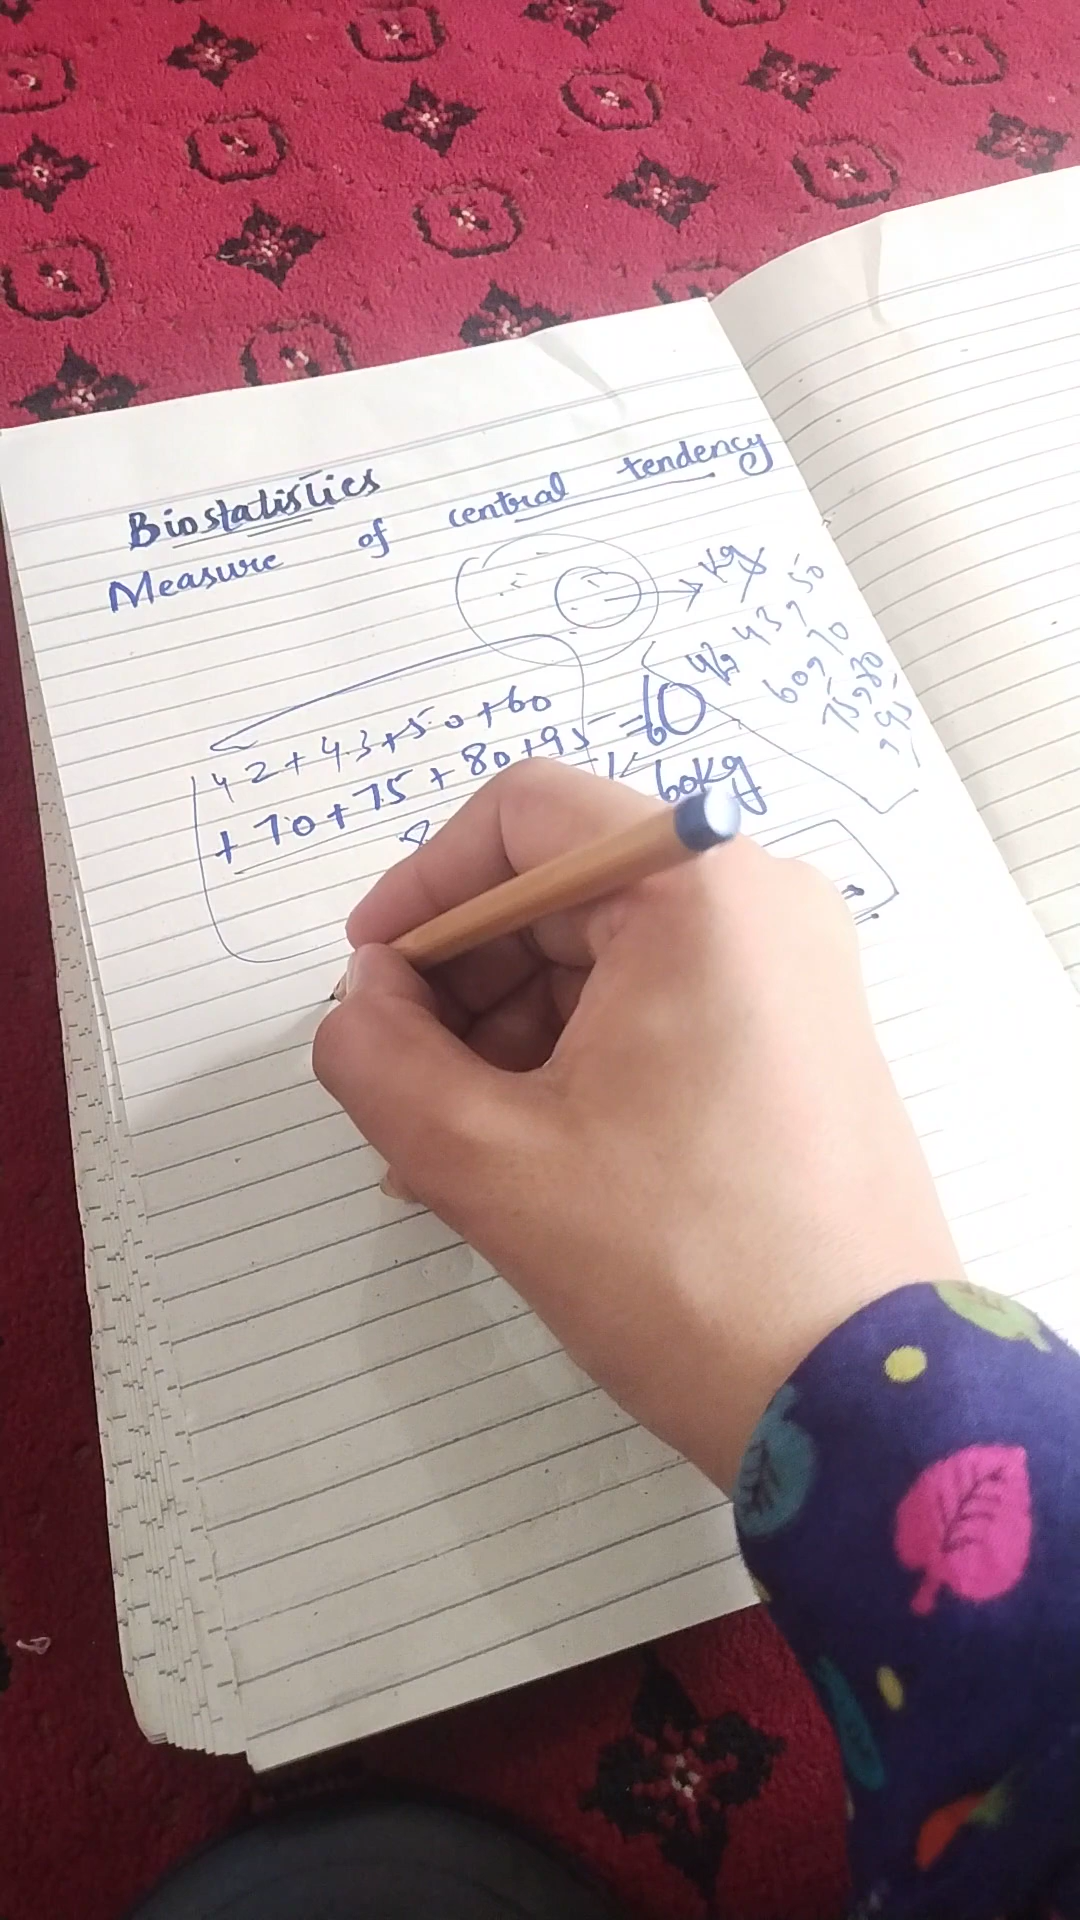 Biostatistics
Measure of central tendency
kg
42, 43, 50
60, 70
75, 80
, 95
42 + 43 + 50 + 60
+ 70 + 75 + 80 + 95 = 60
8
60kg